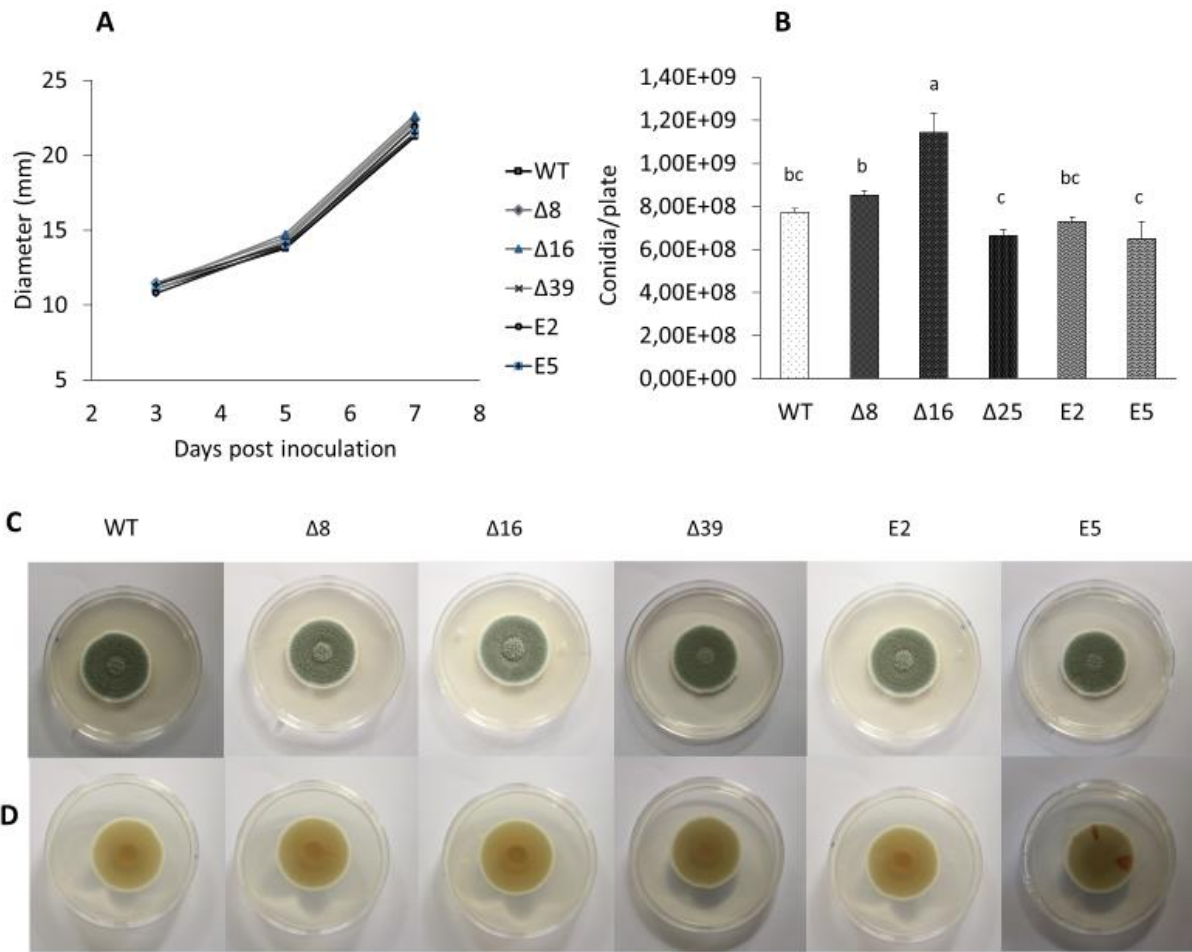 A
B
25
20
15
10
5
Diameter (mm)
2 3 4 5 6 7 8
Days post inoculation
WT
Δ8
Δ16
Δ39
E2
E5
1,40E+09
1,20E+09
1,00E+09
8,00E+08
6,00E+08
4,00E+08
2,00E+08
0,00E+00
Conidia/plate
bc b a c bc c
WT Δ8 Δ16 Δ25 E2 E5
C
WT Δ8 Δ16 Δ39 E2 E5
D